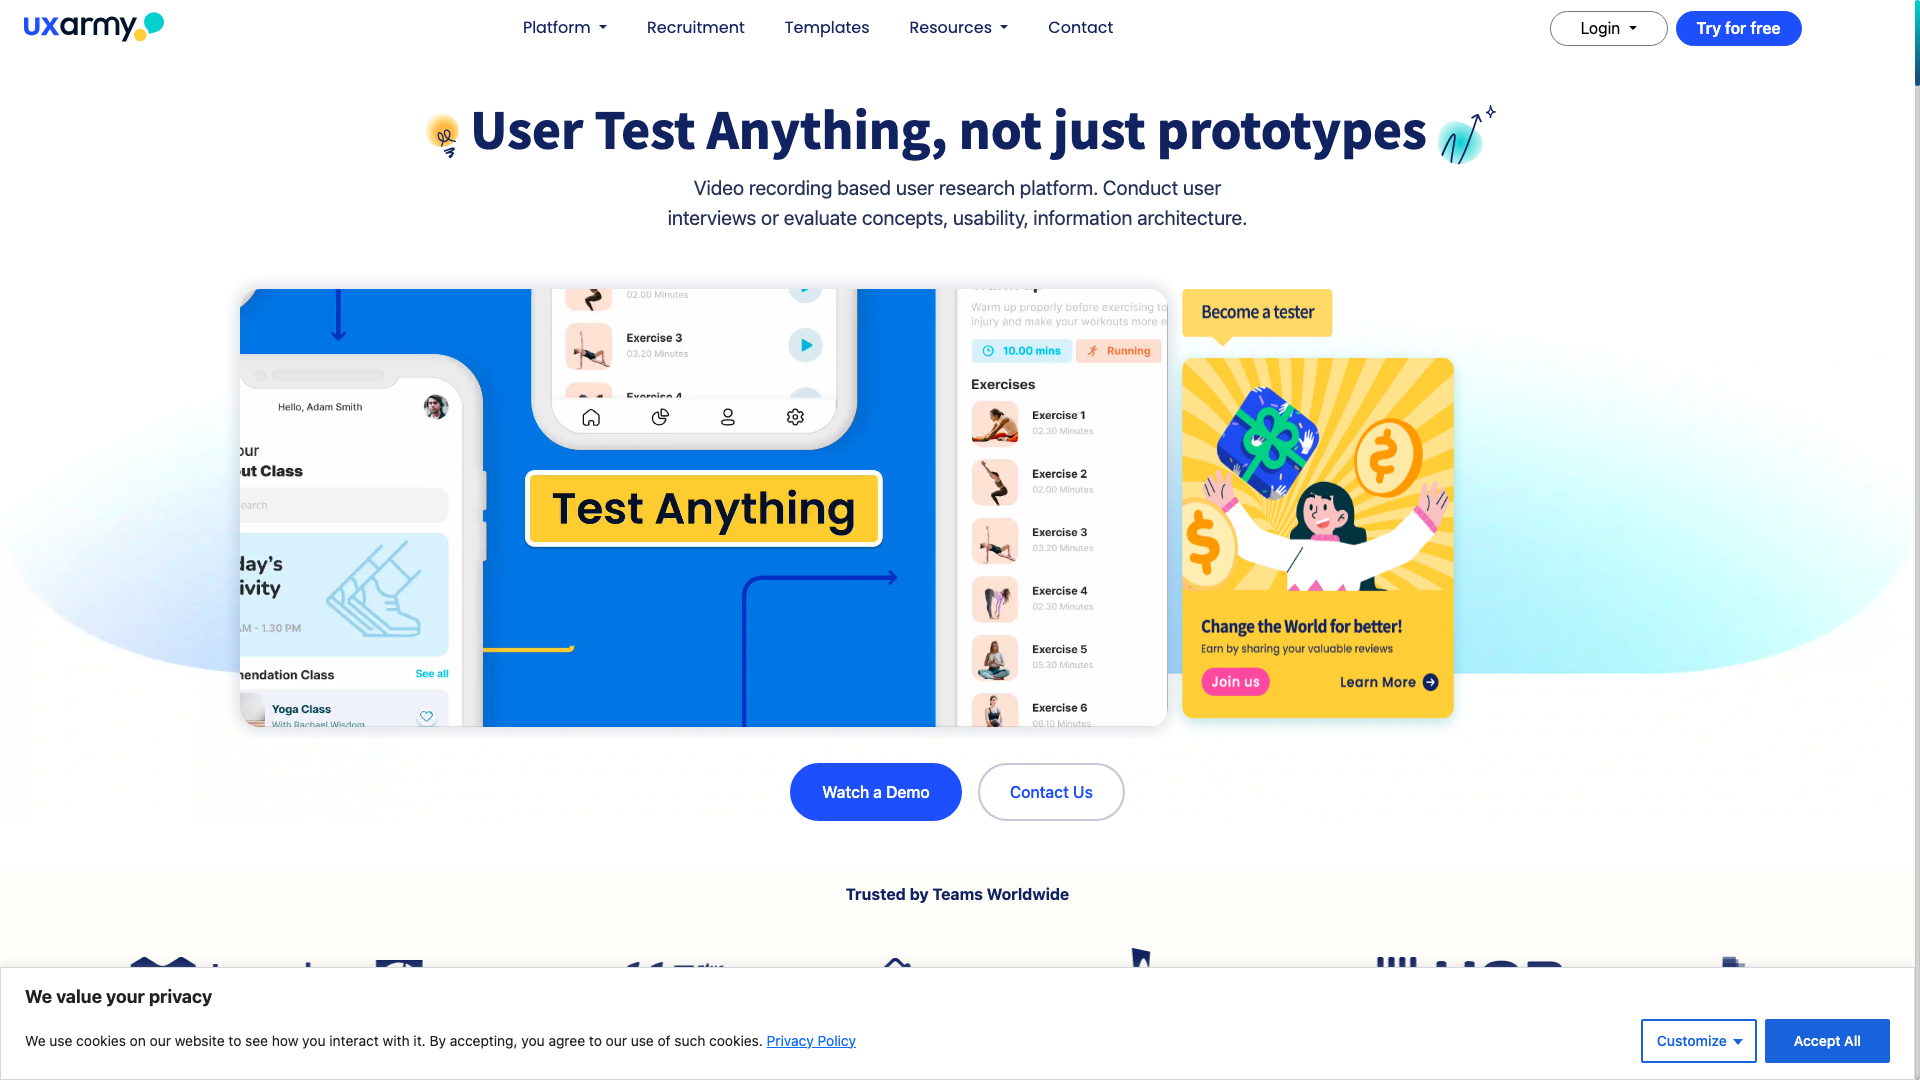 uxarmy
Platform
Recruitment
Templates
Resources
Contact
Login
Try for free
User Test Anything, not just prototypes
Video recording based user research platform. Conduct user
interviews or evaluate concepts, usability, information architecture.
Hello, Adam Smith
out Class
See all
Yoga Class
With Rachael Wisdom
AM - 1.30 PM
02.00 Minutes
Exercise 3
03.20 Minutes
Exercise 4
Test Anything
Warm up properly before exercising to
injury and make your workouts more e
10.00 mins
Running
Exercises
Exercise 1
02.30 Minutes
Exercise 2
02.00 Minutes
Exercise 3
03.20 Minutes
Exercise 4
02.30 Minutes
Exercise 5
05.30 Minutes
Exercise 6
06.10 Minutes
Become a tester
Change the World for better!
Earn by sharing your valuable reviews
Join us
Learn More
Watch a Demo
Contact Us
Trusted by Teams Worldwide
We value your privacy
We use cookies on our website to see how you interact with it. By accepting, you agree to our use of such cookies. Privacy Policy
Customize
Accept All